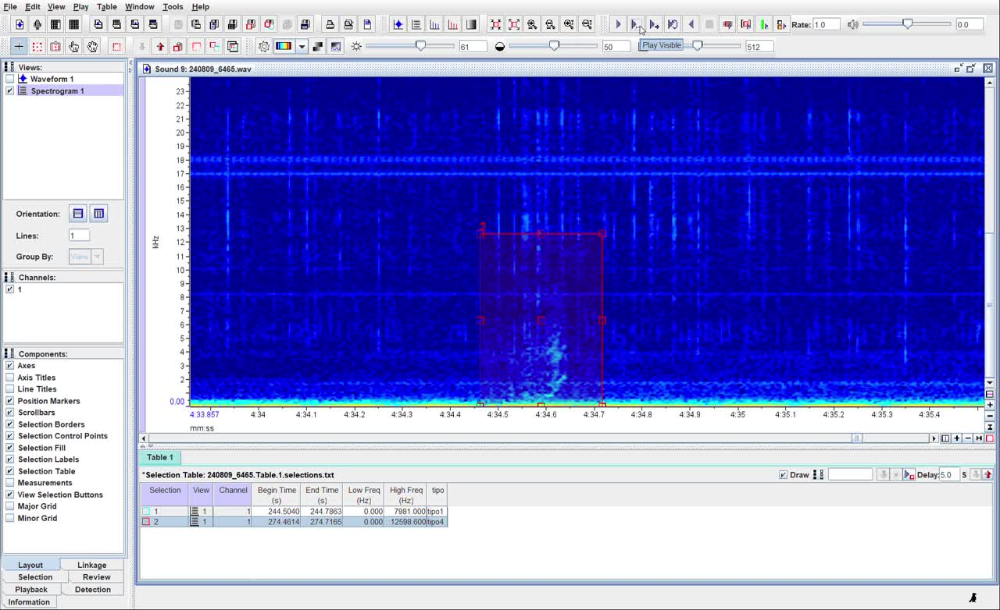 File Edit View Play Table Window Tools Help
Rate: 1.0 0.0
61 50 Play Visible 512
Views:
Waveform 1
Spectrogram 1
Orientation:
Lines: 1
Group By: View
Channels:
1
Components:
Axes
Axis Titles
Line Titles
Position Markers
Scrollbars
Selection Borders
Selection Control Points
Selection Fill
Selection Labels
Selection Table
Measurements
View Selection Buttons
Major Grid
Minor Grid
Layout Linkage
Selection Review
Playback Detection
Information
Sound 9: 240809_6465.wav
23
22
21
20
19
18
17
16
15
14
13
12
11
10
9
8
7
6
5
4
3
2
0.00
kHz
2
4:33.857 4:34 4:34.1 4:34.2 4:34.3 4:34.4 4:34.5 4:34.6 4:34.7 4:34.8 4:34.9 4:35 4:35.1 4:35.2 4:35.3 4:35.4
mm:ss
Table 1
*Selection Table: 240809_6465.Table.1.selections.txt Draw Delay: 5.0 S
Selection View Channel Begin Time (s) End Time (s) Low Freq (Hz) High Freq (Hz) tipo
1 1 1 244.5040 244.7863 0.000 7981.000 tipo1
2 1 1 274.4614 274.7165 0.000 12598.600 tipo4